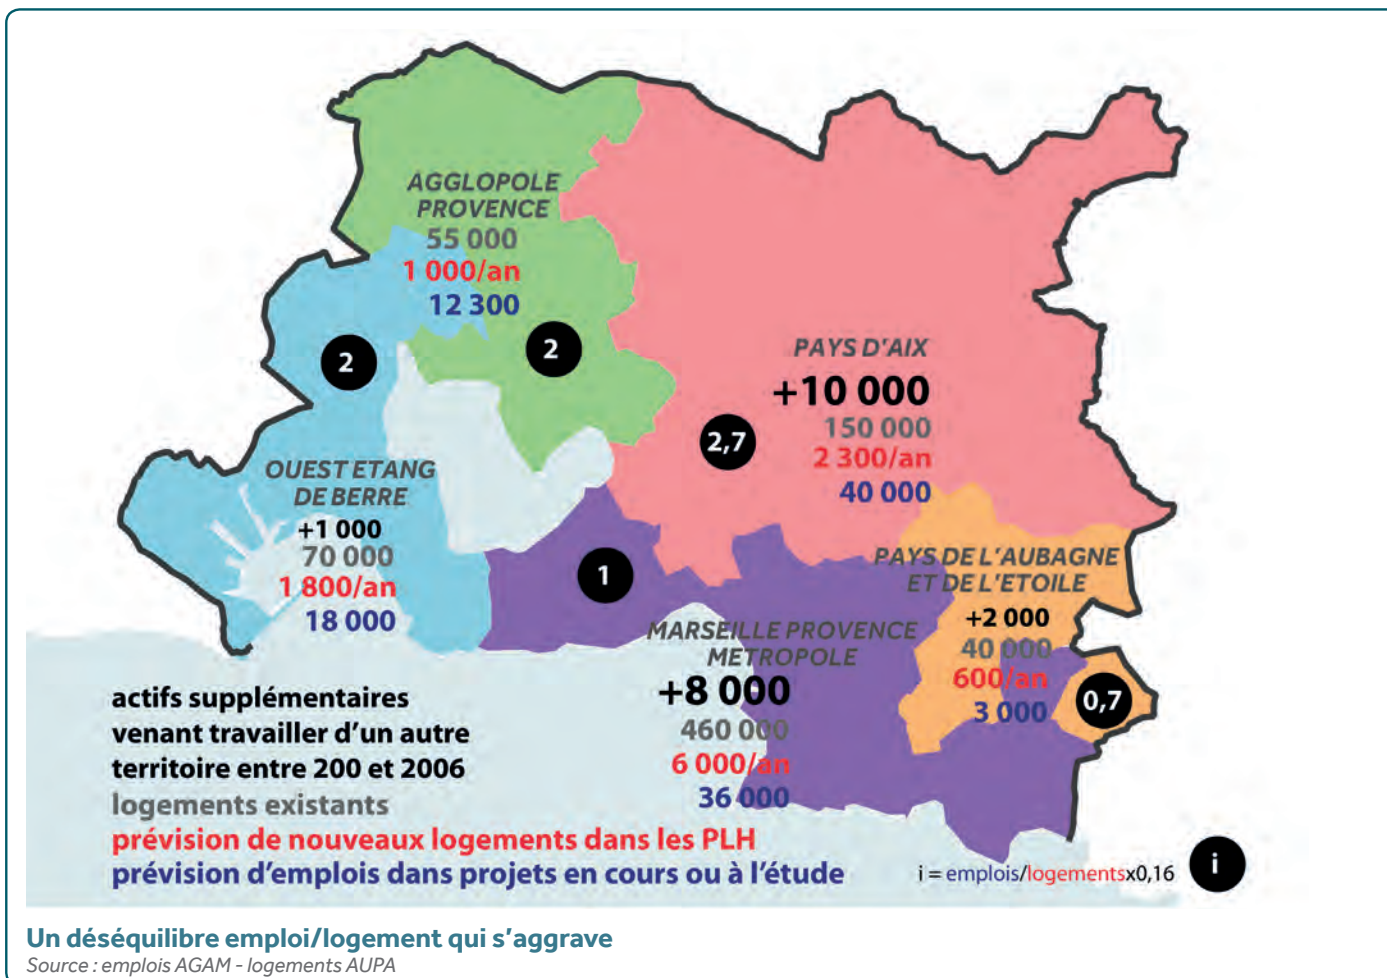 AGGLOPOLE
PROVENCE
55 000
1 000/an
12 300
2
2
PAYS D'AIX
+10 000
150 000
2 300/an
40 000
2,7
OUEST ETANG
DE BERRE
+1 000
70 000
1 800/an
18 000
1
PAYS DE L'AUBAGNE
ET DE L'ETOILE
+2 000
40 000
600/an
3 000
0,7
MARSEILLE PROVENCE
METROPOLE
+8 000
460 000
6 000/an
36 000
actifs supplémentaires
venant travailler d'un autre
territoire entre 200 et 2006
logements existants
prévision de nouveaux logements dans les PLH
prévision d'emplois dans projets en cours ou à l'étude
i = emplois/logementsx0,16
i
Un déséquilibre emploi/logement qui s'aggrave
Source : emplois AGAM - logements AUPA